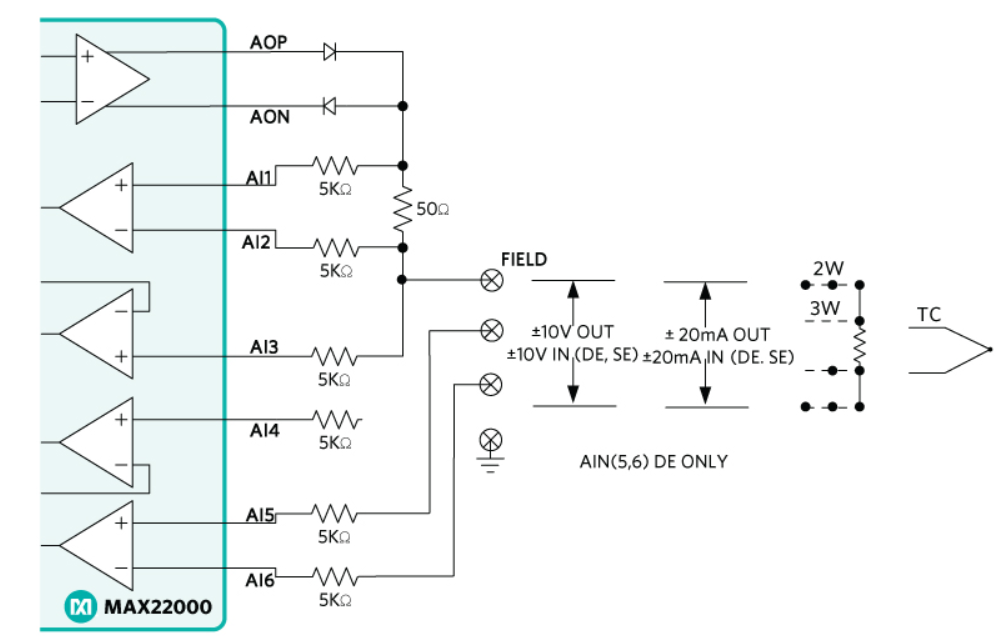 AOP
+
−
AON
AI1
+
5KΩ
50Ω
−
AI2
5KΩ
FIELD
2W
−
3W
TC
±10V OUT
± 20mA OUT
±10V IN (DE, SE)
±20mA IN (DE. SE)
+
AI3
5KΩ
+
AI4
5KΩ
−
AIN(5,6) DE ONLY
+
AI5
5KΩ
−
AI6
5KΩ
MAX22000